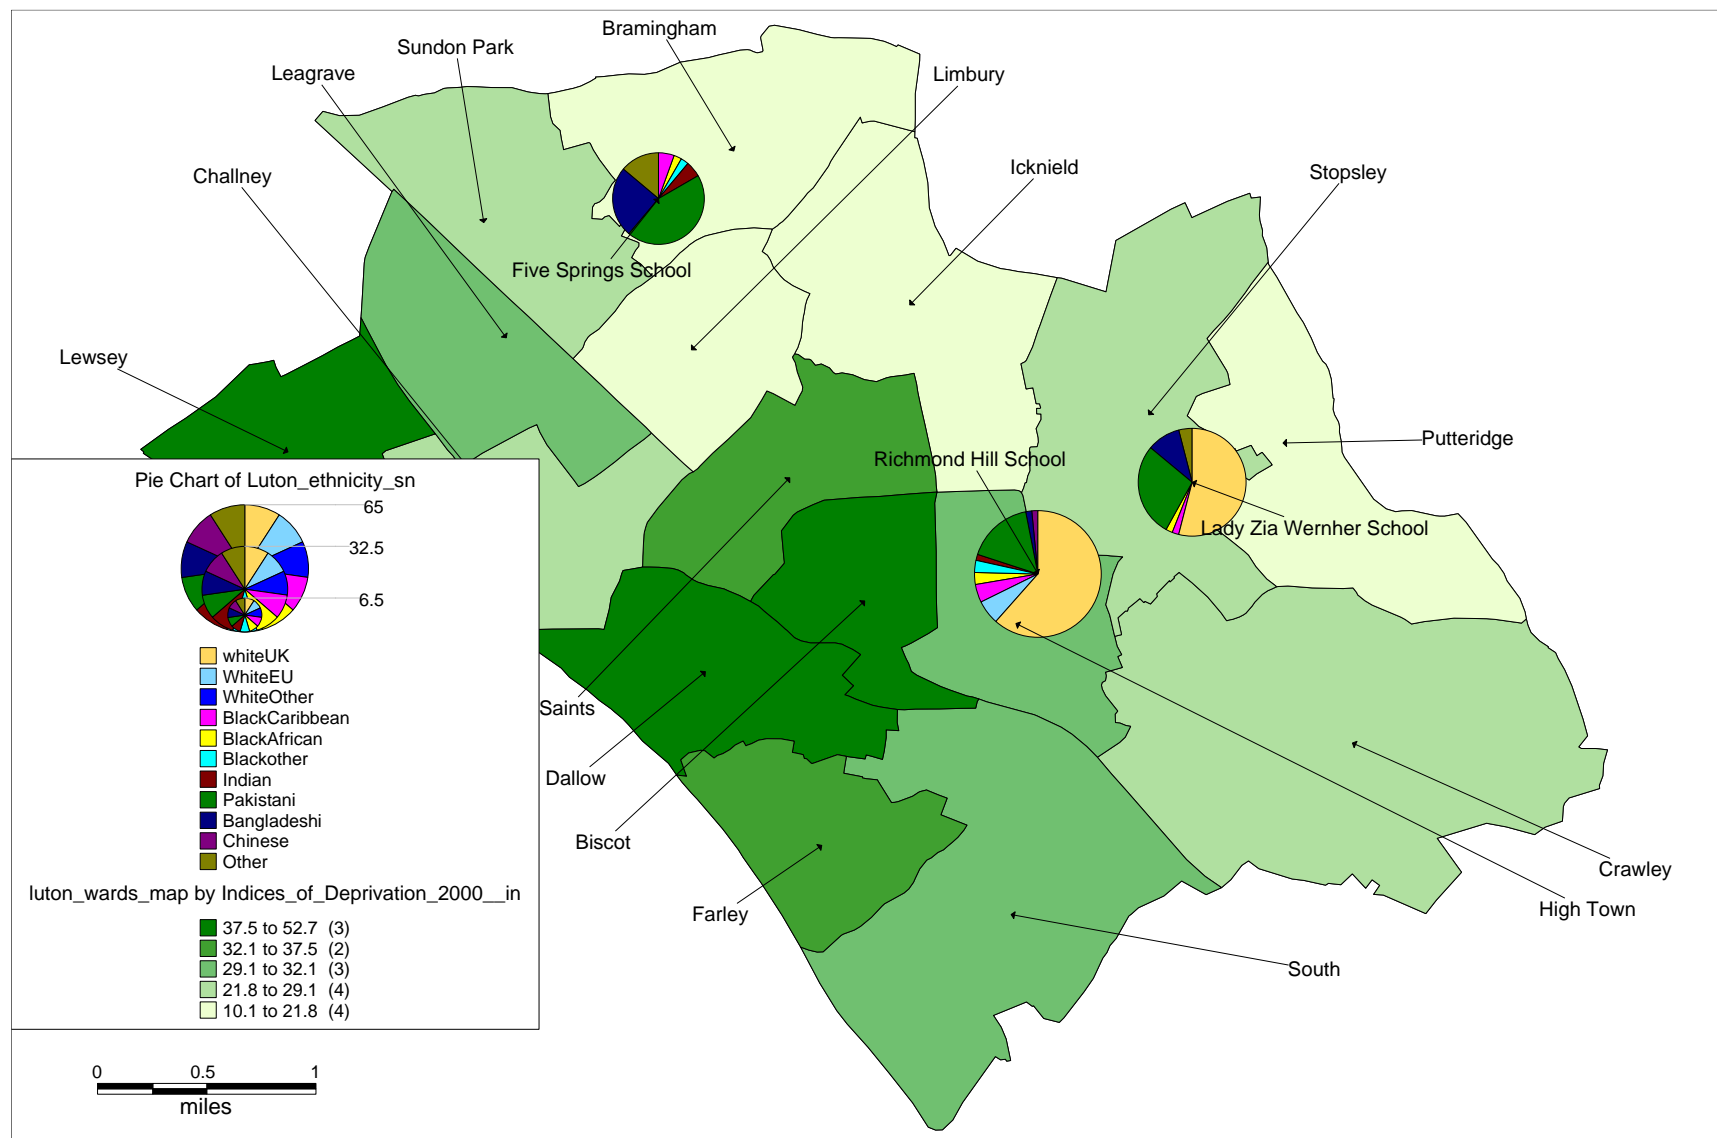 Bramingham
Sundon Park
Leagrave
Limbury
Challney
Icknield
Stopsley
Five Springs School
Lewsey
Putteridge
Richmond Hill School
Lady Zia Wernher School
Pie Chart of Luton_ethnicity_sn
65
32.5
6.5
whiteUK
WhiteEU
WhiteOther
BlackCaribbean
BlackAfrican
Blackother
Indian
Pakistani
Bangladeshi
Chinese
Other
luton_wards_map by Indices_of_Deprivation_2000__in
37.5 to 52.7 (3)
32.1 to 37.5 (2)
29.1 to 32.1 (3)
21.8 to 29.1 (4)
10.1 to 21.8 (4)
Saints
Dallow
Biscot
Farley
Crawley
High Town
South
0 0.5 1
miles